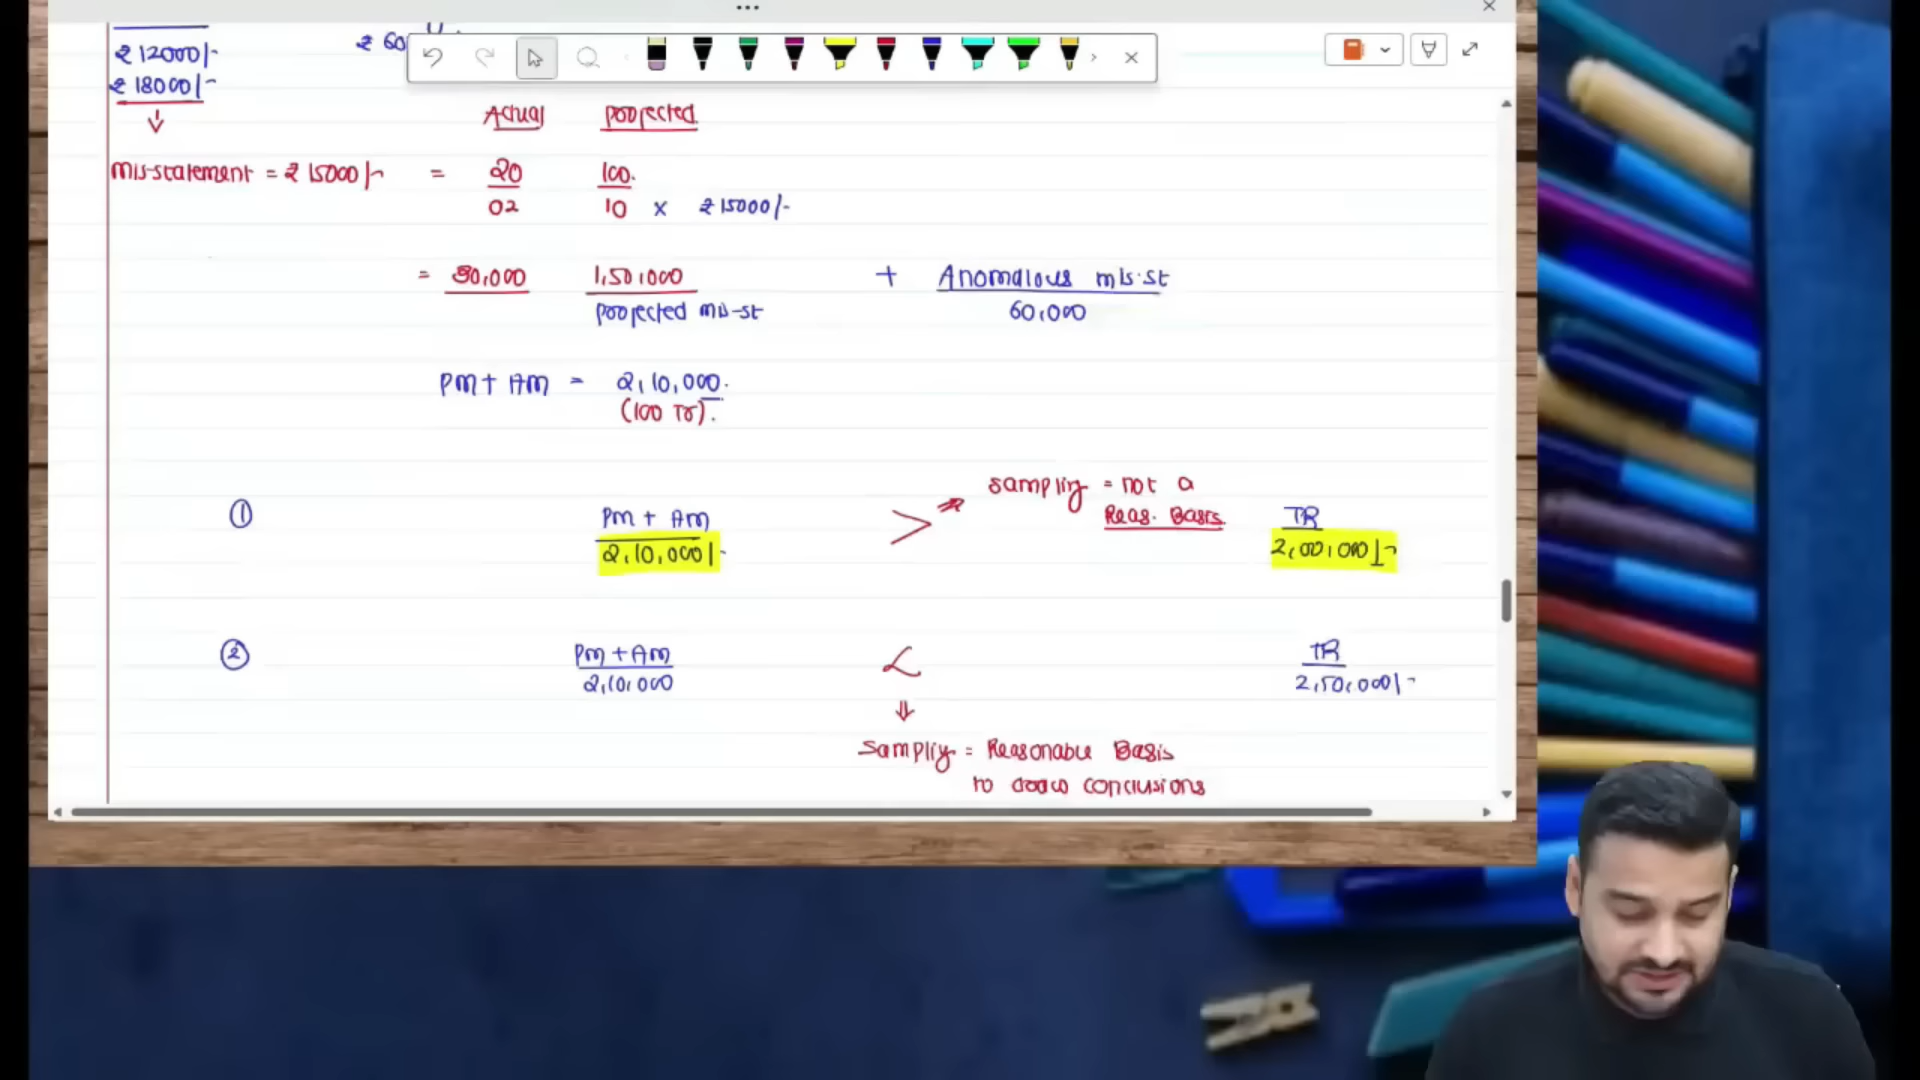 ₹ 12000/-
₹ 60
₹ 18000/-
Actual projected
Mis-statement = ₹ 15000/- = 20 100.
02 10 x ₹ 15000/-
= 30,000 1,50,000 + Anomalous mis.st
projected mis-st 60,000
PM + AM = 2,10,000.
(100 Tr).
① PM + AM > sampling = not a Reas. Basis. TR
2,10,000/- 2,00,000/-
② PM + AM < TR
2,10,000 2,50,000/-
⇓
sampling = Reasonable Basis
to draw conclusions